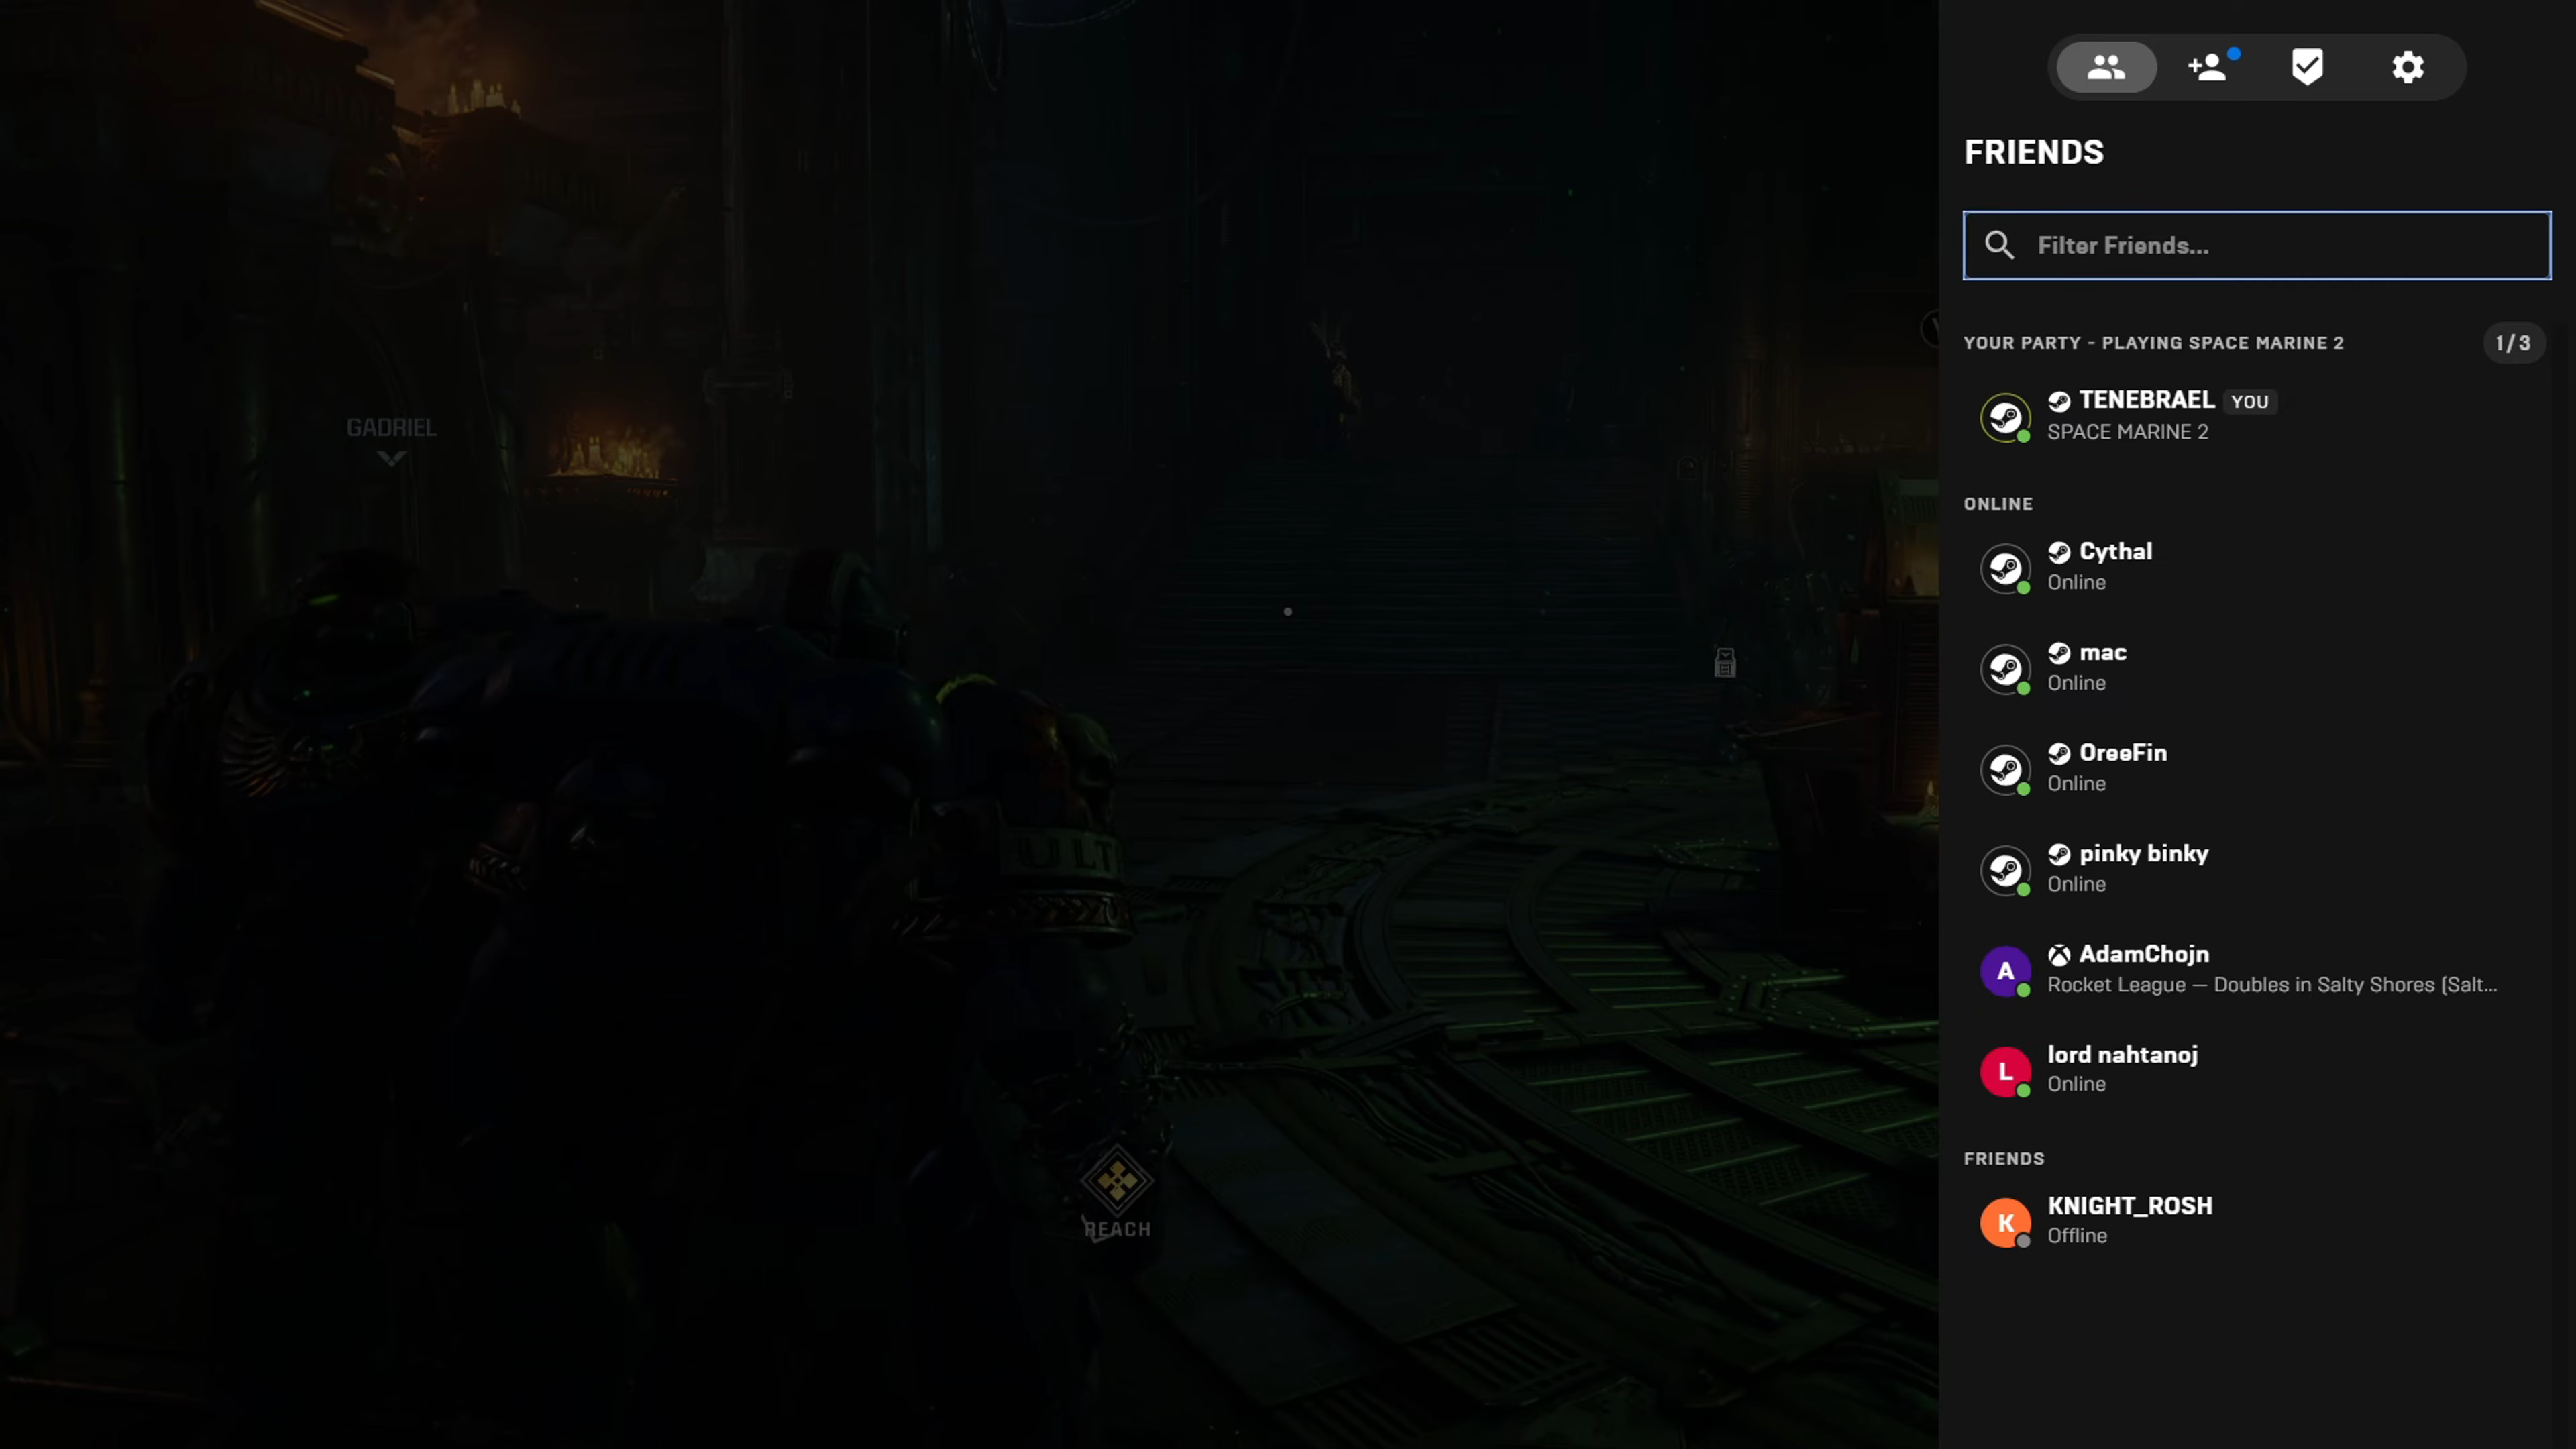 FRIENDS
Filter Friends...
YOUR PARTY - PLAYING SPACE MARINE 2
1/3
TENEBRAEL YOU
SPACE MARINE 2
ONLINE
Cythal
Online
mac
Online
OreeFin
Online
pinky binky
Online
A
AdamChojn
Rocket League — Doubles in Salty Shores (Salt...
L
lord nahtanoj
Online
FRIENDS
K
KNIGHT_ROSH
Offline
GADRIEL
ULT
REACH